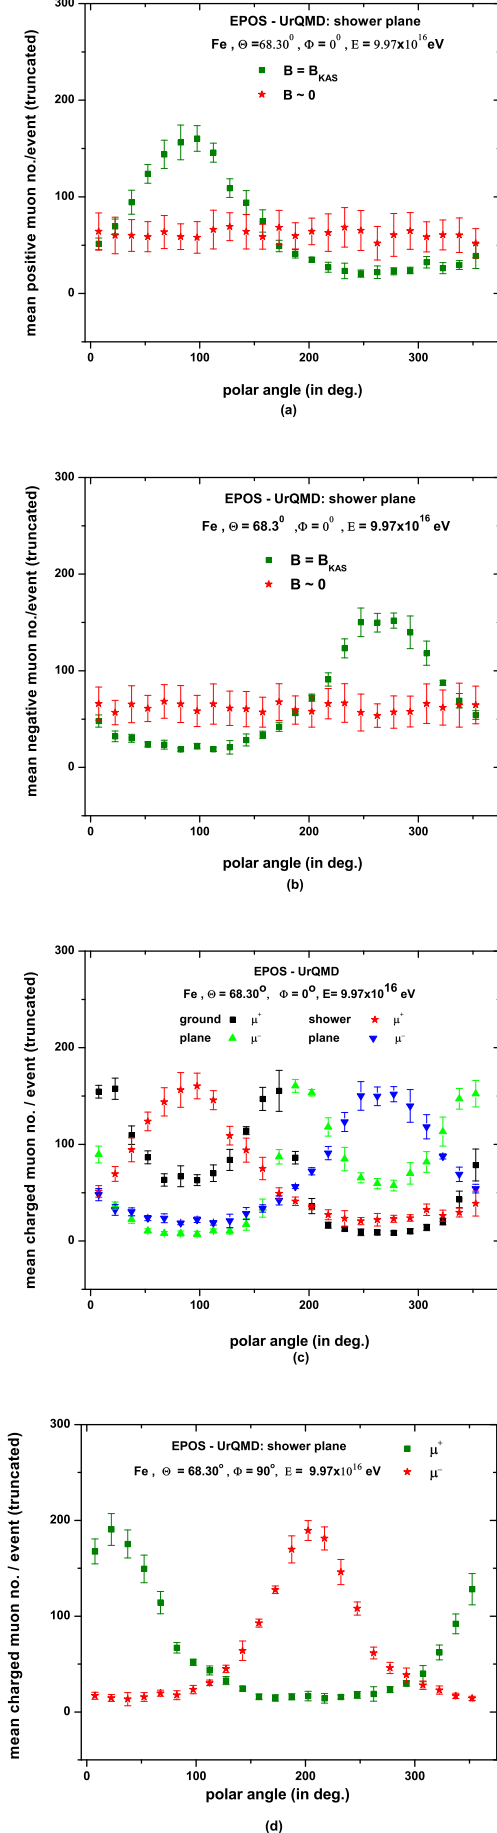 EPOS - UrQMD: shower plane
Fe , Θ =68.30⁰ , Φ = 0⁰ , E = 9.97x10¹⁶ eV
B = B_KAS
B ~ 0
mean positive muon no./event (truncated)
300
200
100
0
0 100 200 300
polar angle (in deg.)
(a)
EPOS - UrQMD: shower plane
Fe , Θ = 68.3⁰ ,Φ = 0⁰ , E = 9.97x10¹⁶ eV
B = B_KAS
B ~ 0
mean negative muon no./event (truncated)
300
200
100
0
0 100 200 300
polar angle (in deg.)
(b)
EPOS - UrQMD
Fe , Θ = 68.30⁰, Φ = 0⁰, E= 9.97x10¹⁶ eV
ground μ⁺ shower μ⁺
plane μ⁻ plane μ⁻
mean charged muon no. / event (truncated)
300
200
100
0
0 100 200 300
polar angle (in deg.)
(c)
EPOS - UrQMD: shower plane
Fe , Θ = 68.30⁰, Φ = 90⁰, E = 9.97x10¹⁶ eV
μ⁺
μ⁻
mean charged muon no. / event (truncated)
300
200
100
0
0 100 200 300
polar angle (in deg.)
(d)